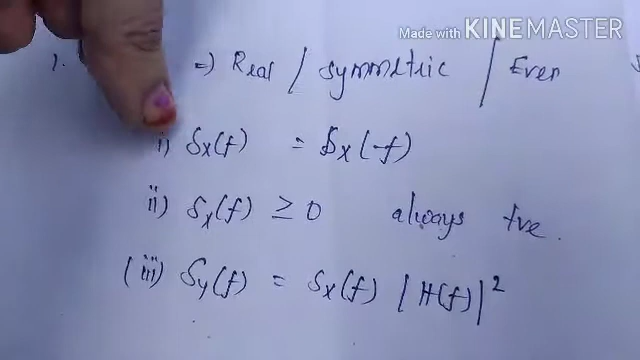 Made with KINEMASTER
1. => Real / symmetric / Even
i) Sx(f) = Sx(-f)
ii) Sx(f) ≥ 0 always +ve.
(iii) Sy(f) = Sx(f) |H(f)|²